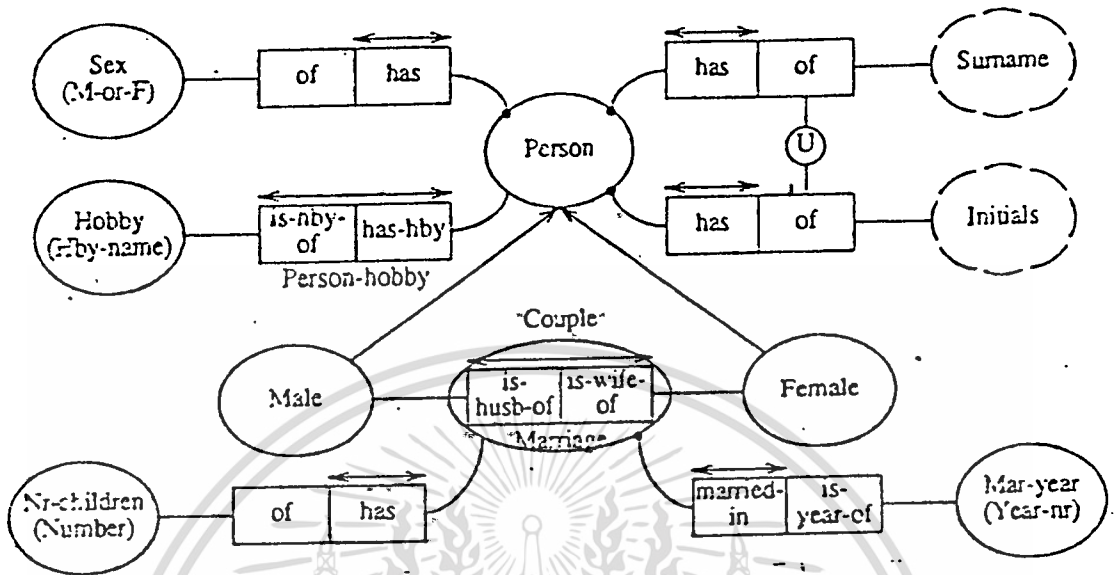 Sex
(M-or-F)
of
has
has
of
Surname
Person
U
Hobby
(Hby-name)
is-hby-
of
has-hby
has
of
Initials
Person-hobby
"Couple"
Male
is-
husb-of
is-wife-
of
Female
"Marriage
Nr-children
(Number)
of
has
married-
in
is-
year-of
Mar-year
(Year-nr)